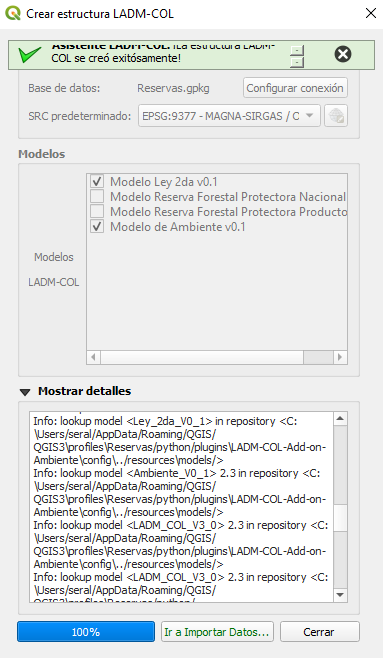 Crear estructura LADM-COL
Asistente LADM-COL: ¡La estructura LADM-
COL se creó exitósamente!
Base de datos: Reservas.gpkg Configurar conexión
SRC predeterminado: EPSG:9377 - MAGNA-SIRGAS / O
Modelos
Modelos
LADM-COL
Modelo Ley 2da v0.1
Modelo Reserva Forestal Protectora Nacional
Modelo Reserva Forestal Protectora Producto
Modelo de Ambiente v0.1
Mostrar detalles
Info: lookup model <Ley_2da_V0_1> in repository <C:
\Users/seral/AppData/Roaming/QGIS/
QGIS3\profiles\Reservas/python/plugins\LADM-COL-Add-on-
Ambiente\config\../resources\models/>
Info: lookup model <Ambiente_V0_1> 2.3 in repository <C:
\Users/seral/AppData/Roaming/QGIS/
QGIS3\profiles\Reservas/python/plugins\LADM-COL-Add-on-
Ambiente\config\../resources\models/>
Info: lookup model <LADM_COL_V3_0> 2.3 in repository <C:
\Users/seral/AppData/Roaming/QGIS/
QGIS3\profiles\Reservas/python/plugins\LADM-COL-Add-on-
Ambiente\config\../resources\models/>
Info: lookup model <LADM_COL_V3_0> 2.3 in repository <C:
\Users/seral/AppData/Roaming/QGIS/
QGIS3\profiles\Reservas/python/
100% Ir a Importar Datos... Cerrar